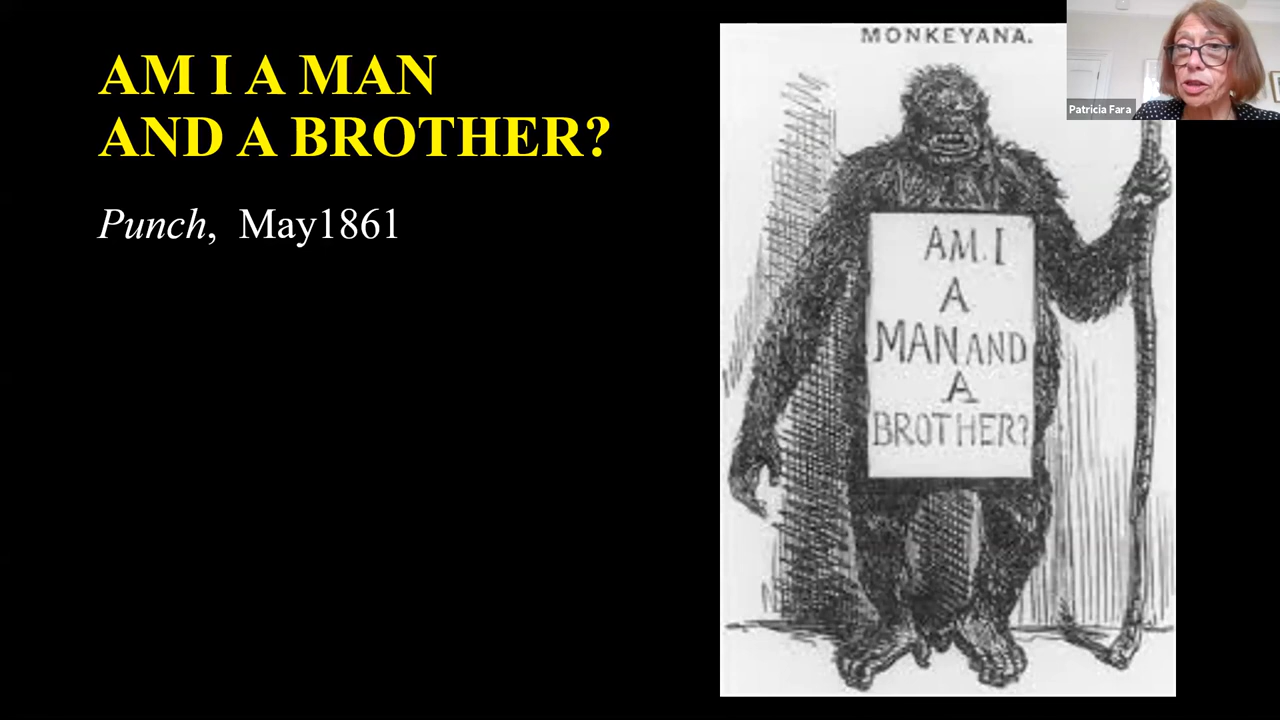 AM I A MAN
AND A BROTHER?
Punch, May1861
MONKEYANA.
AM I
A
MAN AND
A
BROTHER?
Patricia Fara